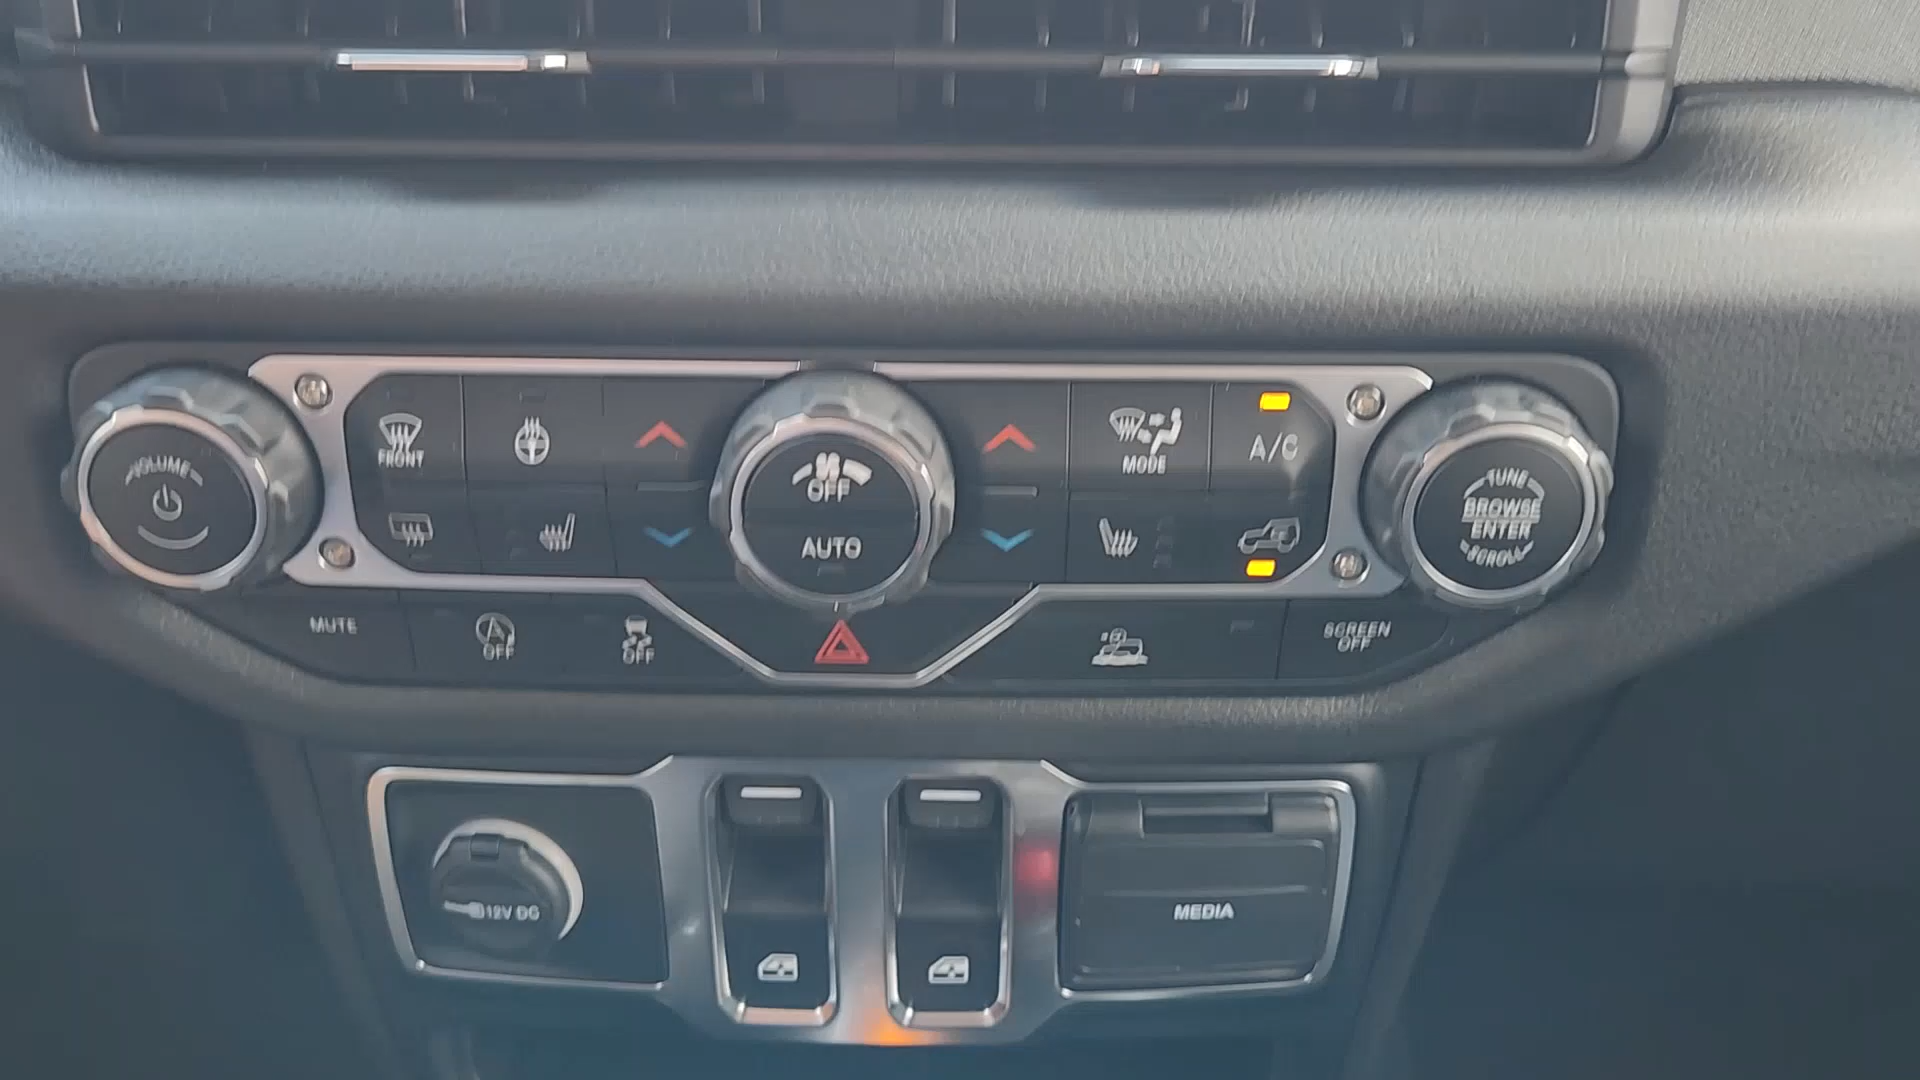 VOLUME
FRONT
OFF
AUTO
MODE
A/C
TUNE
BROWSE
ENTER
SCROLL
MUTE
OFF
OFF
SCREEN
OFF
12V DC
MEDIA